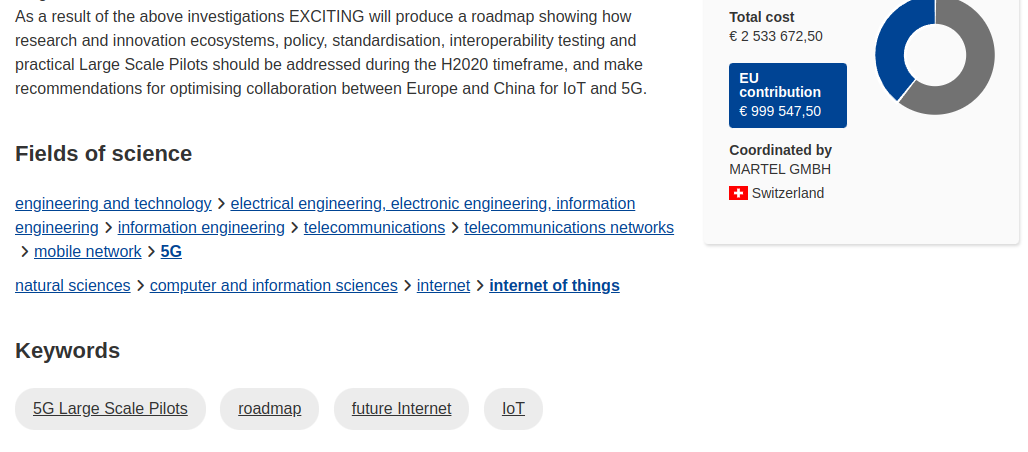 As a result of the above investigations EXCITING will produce a roadmap showing how
research and innovation ecosystems, policy, standardisation, interoperability testing and
practical Large Scale Pilots should be addressed during the H2020 timeframe, and make
recommendations for optimising collaboration between Europe and China for IoT and 5G.
Fields of science
engineering and technology > electrical engineering, electronic engineering, information
engineering > information engineering > telecommunications > telecommunications networks
> mobile network > 5G
natural sciences > computer and information sciences > internet > internet of things
Keywords
5G Large Scale Pilots roadmap future Internet IoT
Total cost
€ 2 533 672,50
EU
contribution
€ 999 547,50
Coordinated by
MARTEL GMBH
Switzerland